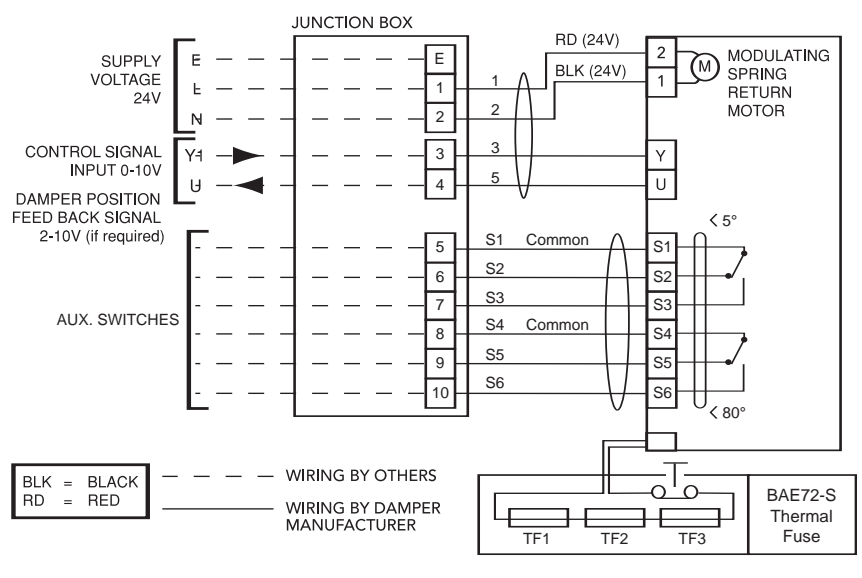 JUNCTION BOX
SUPPLY
VOLTAGE
24V
E
L
N
CONTROL SIGNAL
INPUT 0-10V
Y1
U
DAMPER POSITION
FEED BACK SIGNAL
2-10V (if required)
AUX. SWITCHES
E
1
2
3
4
5
6
7
8
9
10
1
2
3
5
S1 Common
S2
S3
S4 Common
S5
S6
RD (24V)
BLK (24V)
2
1
M
MODULATING
SPRING
RETURN
MOTOR
Y
U
S1
S2
S3
S4
S5
S6
< 5°
< 80°
BLK = BLACK
RD = RED
WIRING BY OTHERS
WIRING BY DAMPER
MANUFACTURER
TF1
TF2
TF3
BAE72-S
Thermal
Fuse